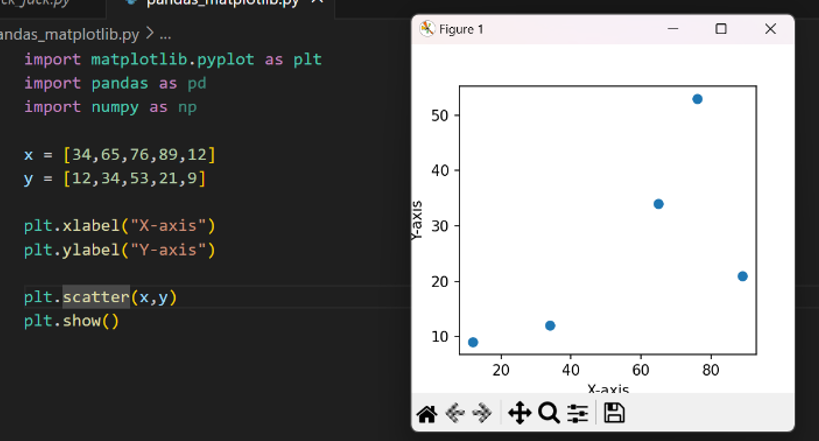 ck_Jack.py
pandas_matplotlib.py
andas_matplotlib.py > ...
import matplotlib.pyplot as plt
import pandas as pd
import numpy as np
x = [34,65,76,89,12]
y = [12,34,53,21,9]
plt.xlabel("X-axis")
plt.ylabel("Y-axis")
plt.scatter(x,y)
plt.show()
Figure 1
50
40
30
20
10
Y-axis
20 40 60 80
X-axis